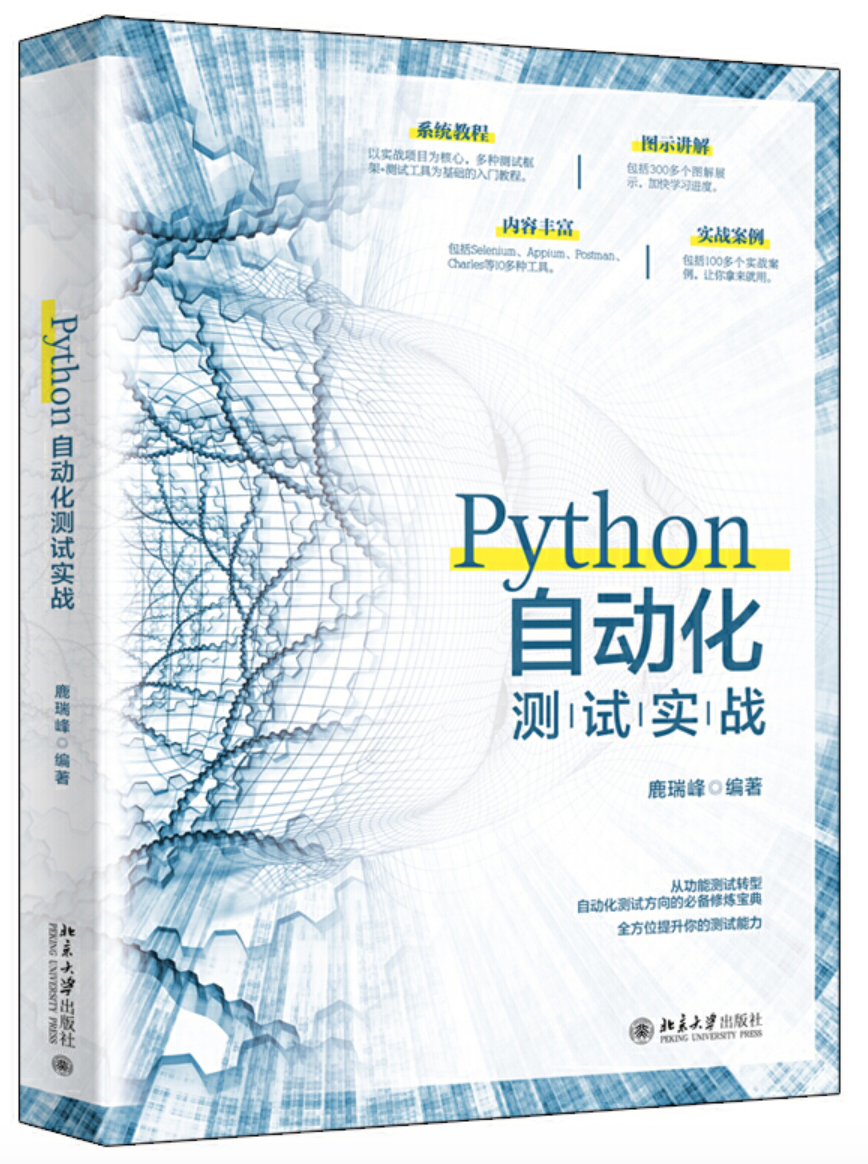 系统教程
以实战项目为核心，多种测试框
架+测试工具为基础的入门教程。
图示讲解
包括300多个图解展
示，加快学习进度。
内容丰富
包括Selenium、Appium、Postman、
Charles等10多种工具。
实战案例
包括100多个实战案
例，让你拿来就用。
Python
自动化
测试实战
鹿瑞峰◎编著
从功能测试转型
自动化测试方向的必备修炼宝典
全方位提升你的测试能力
北京大学出版社
PEKING UNIVERSITY PRESS
Python自动化测试实战
鹿瑞峰◎编著
北京大学出版社
PEKING UNIVERSITY PRESS